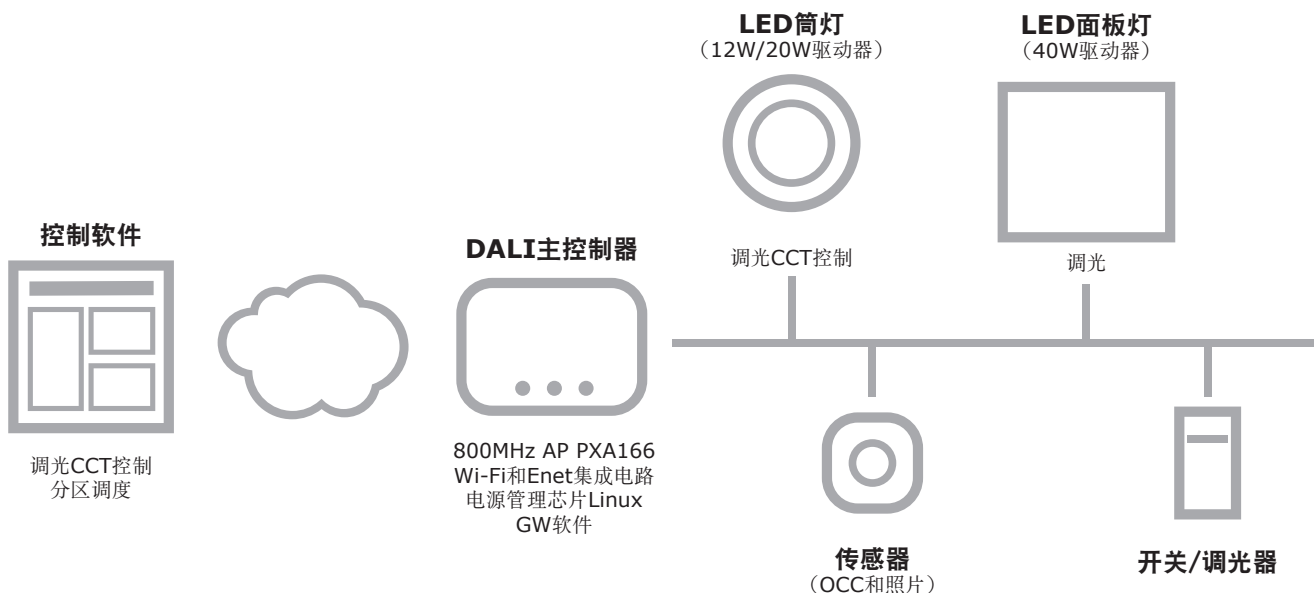 控制软件
调光CCT控制
分区调度
DALI主控制器
800MHz AP PXA166
Wi-Fi和Enet集成电路
电源管理芯片Linux
GW软件
LED筒灯
（12W/20W驱动器）
调光CCT控制
LED面板灯
（40W驱动器）
调光
传感器
（OCC和照片）
开关/调光器